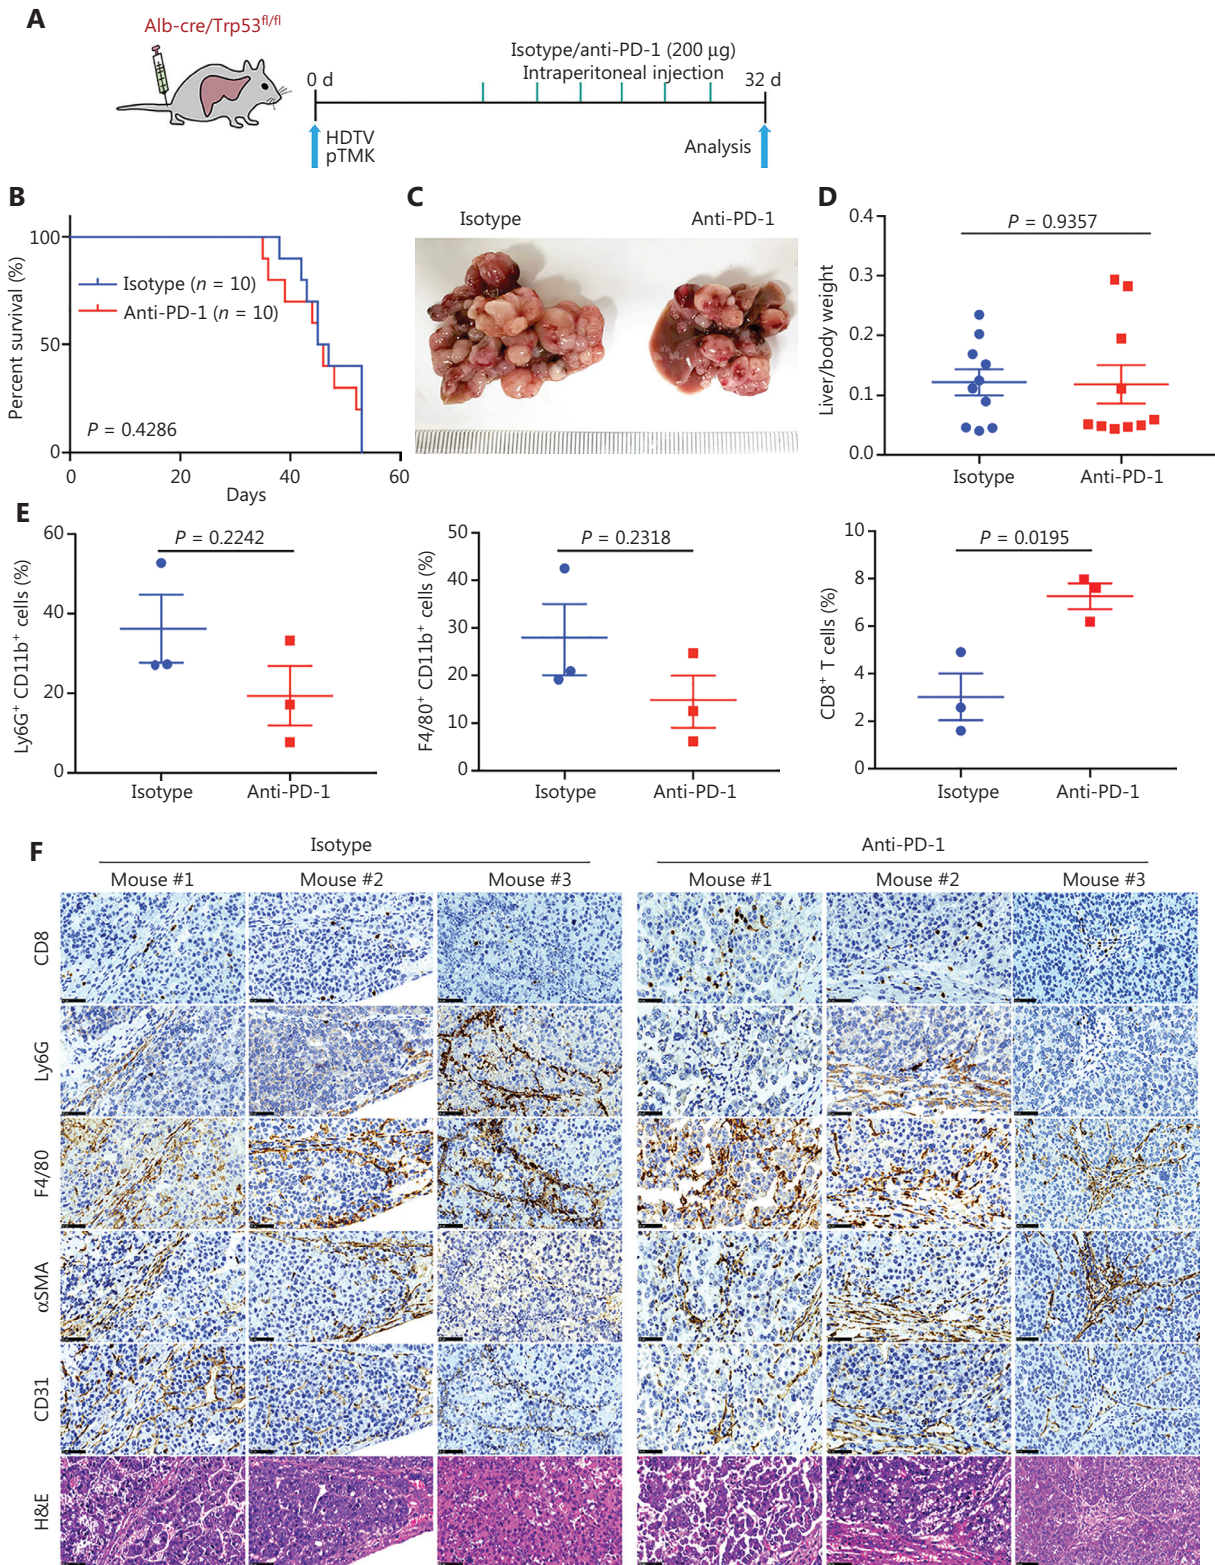 A
Alb-cre/Trp53fl/fl
0 d
Isotype/anti-PD-1 (200 μg)
Intraperitoneal injection
32 d
HDTV
pTMK
Analysis
B
Percent survival (%)
100
50
0
Isotype (n = 10)
Anti-PD-1 (n = 10)
P = 0.4286
0 20 40 60
Days
C
Isotype Anti-PD-1
D
Liver/body weight
0.4
0.3
0.2
0.1
0.0
P = 0.9357
Isotype Anti-PD-1
E
Ly6G+ CD11b+ cells (%)
60
40
20
0
P = 0.2242
Isotype Anti-PD-1
F4/80+ CD11b+ cells (%)
50
40
30
20
10
0
P = 0.2318
Isotype Anti-PD-1
CD8+ T cells (%)
10
8
6
4
2
0
P = 0.0195
Isotype Anti-PD-1
F
Isotype Anti-PD-1
Mouse #1 Mouse #2 Mouse #3 Mouse #1 Mouse #2 Mouse #3
CD8
Ly6G
F4/80
αSMA
CD31
H&E